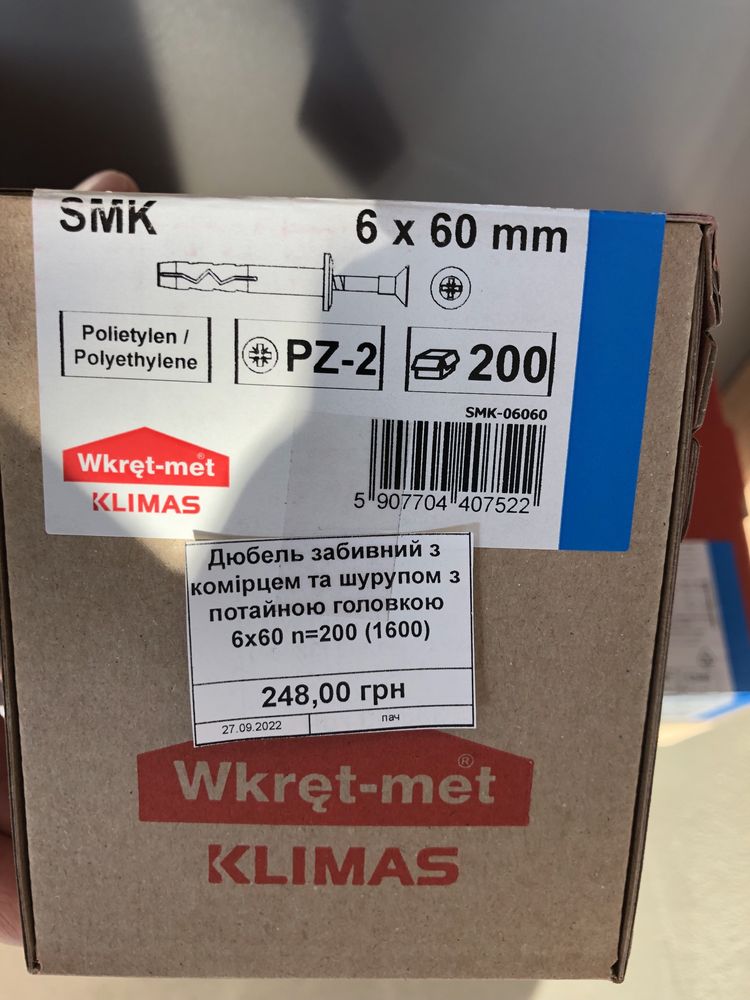 SMK
6 x 60 mm
Polietylen /
Polyethylene
PZ-2
200
SMK-06060
Wkręt-met®
KLIMAS
5 907704 407522
Дюбель забивний з
комірцем та шурупом з
потайною головкою
6x60 n=200 (1600)
248,00 грн
27.09.2022
пач
Wkręt-met®
KLIMAS